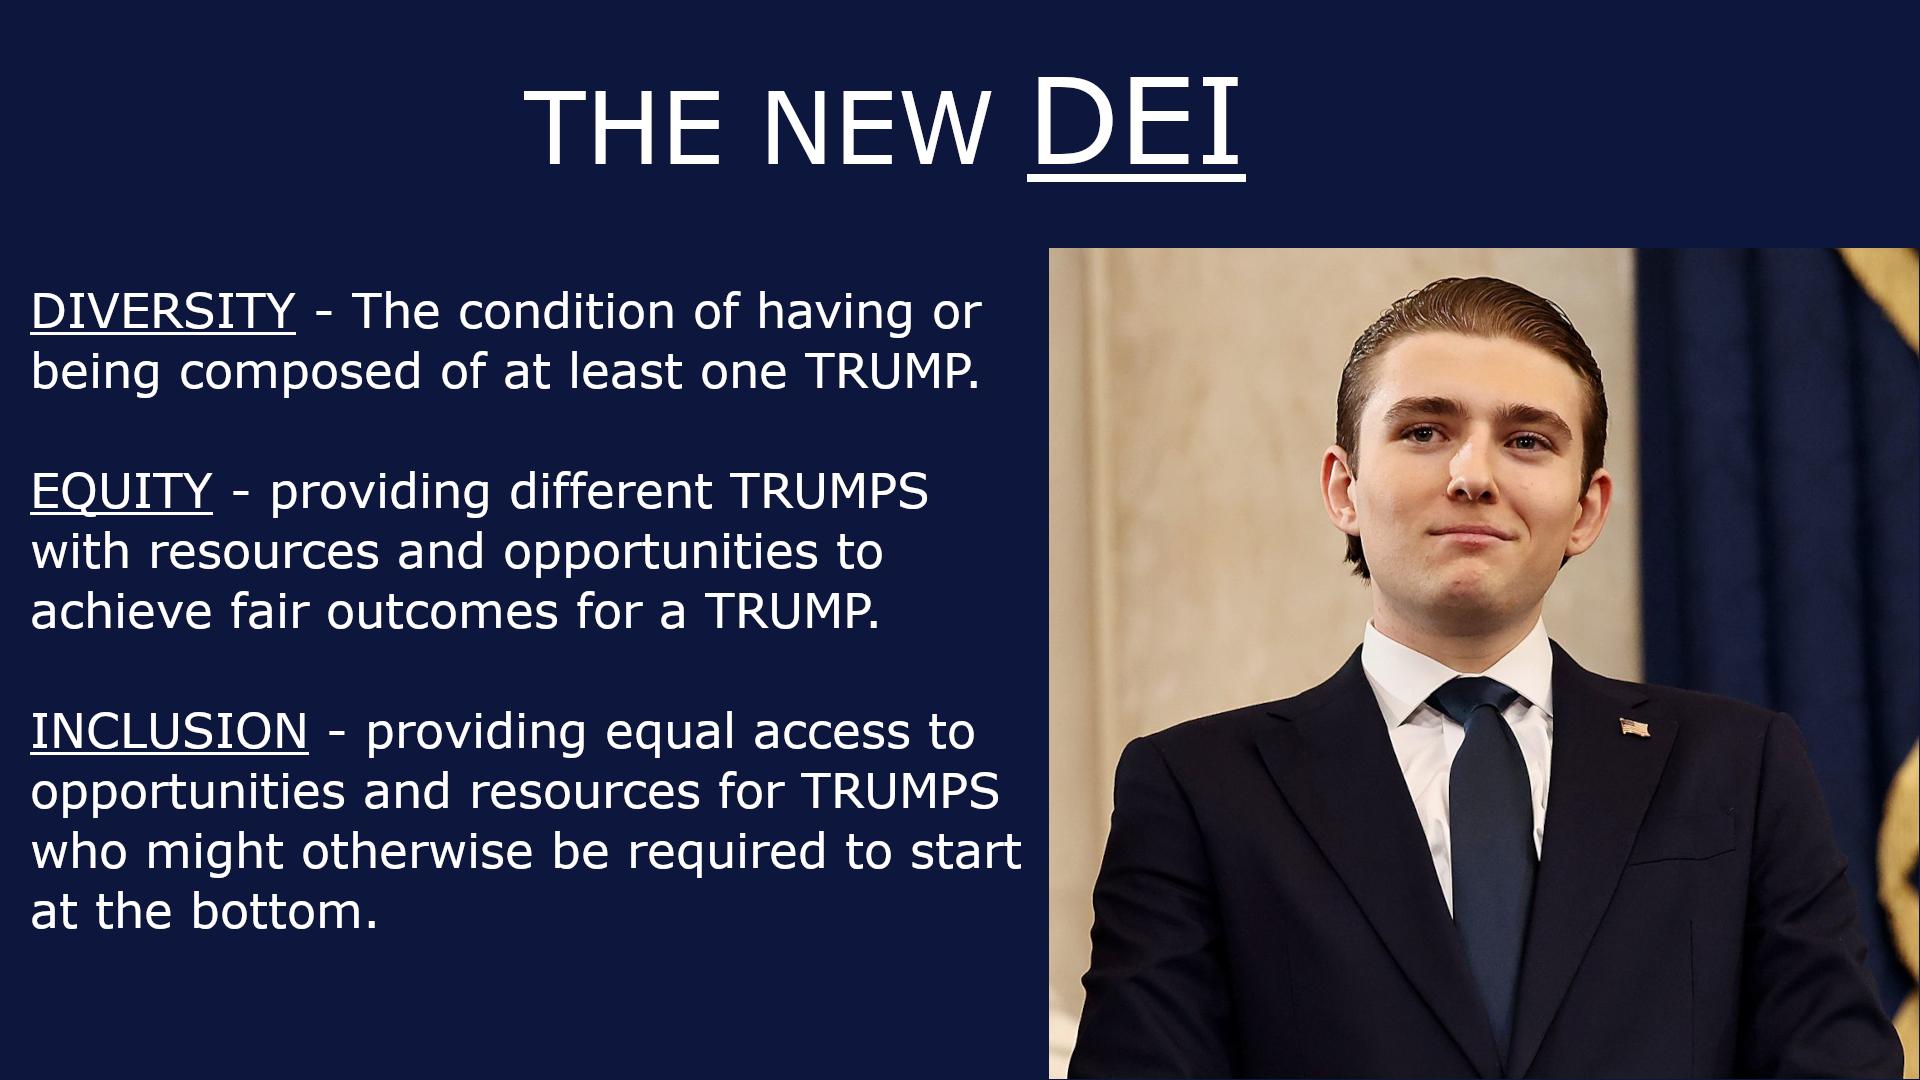 THE NEW DEI
DIVERSITY - The condition of having or
being composed of at least one TRUMP.
EQUITY - providing different TRUMPS
with resources and opportunities to
achieve fair outcomes for a TRUMP.
INCLUSION - providing equal access to
opportunities and resources for TRUMPS
who might otherwise be required to start
at the bottom.